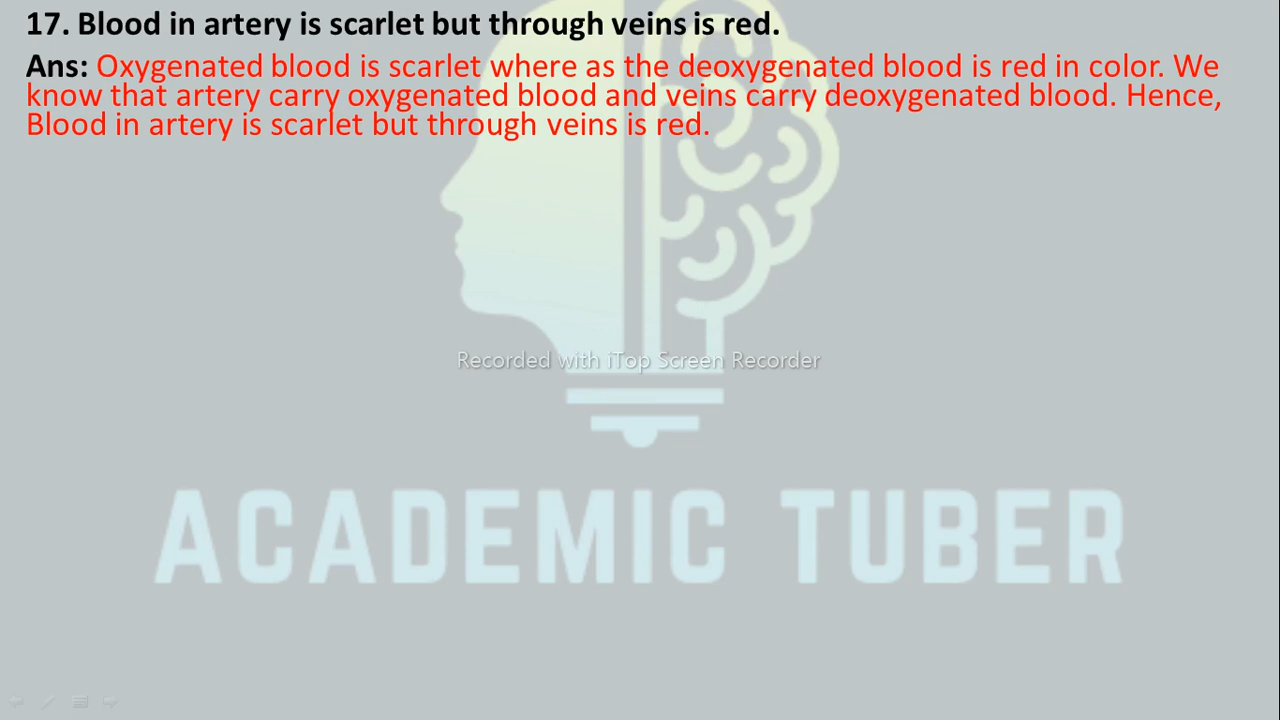 17. Blood in artery is scarlet but through veins is red.
Ans: Oxygenated blood is scarlet where as the deoxygenated blood is red in color. We
know that artery carry oxygenated blood and veins carry deoxygenated blood. Hence,
Blood in artery is scarlet but through veins is red.
Recorded with iTop Screen Recorder
ACADEMIC TUBER